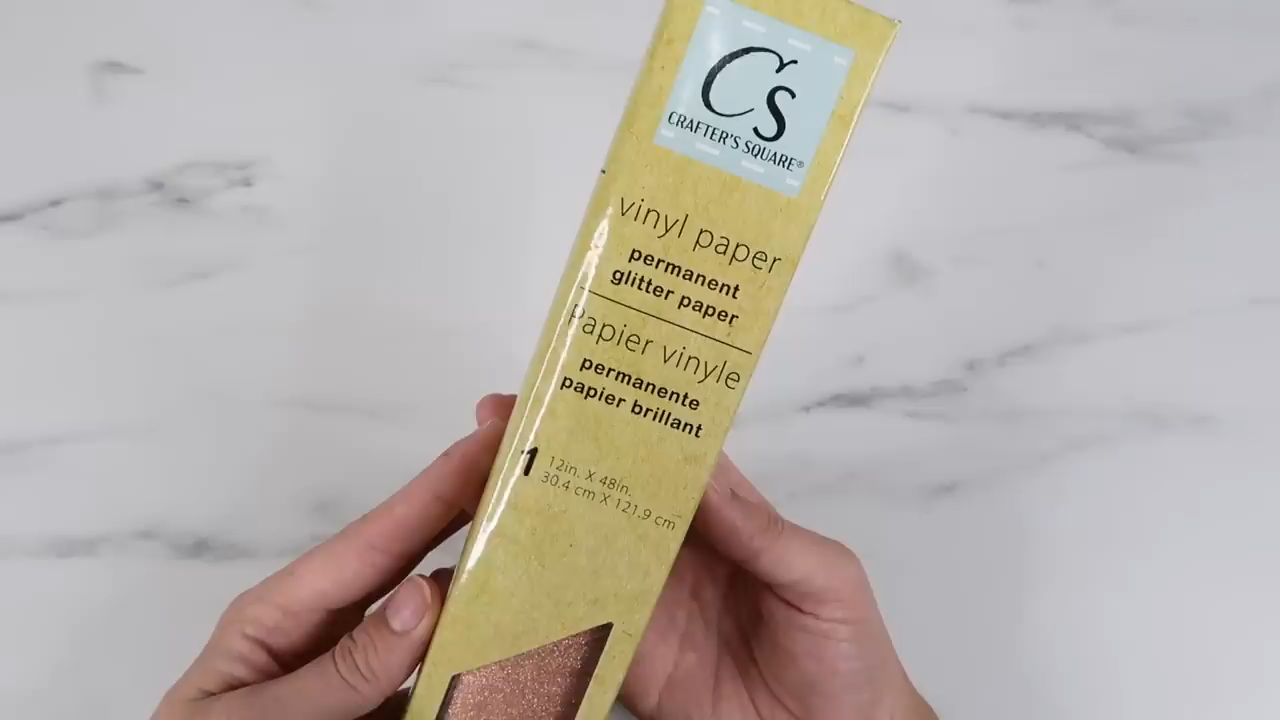 Cs
CRAFTER'S SQUARE®
vinyl paper
permanent
glitter paper
Papier vinyle
permanente
papier brillant
1 12in. X 48in.
30.4 cm X 121.9 cm